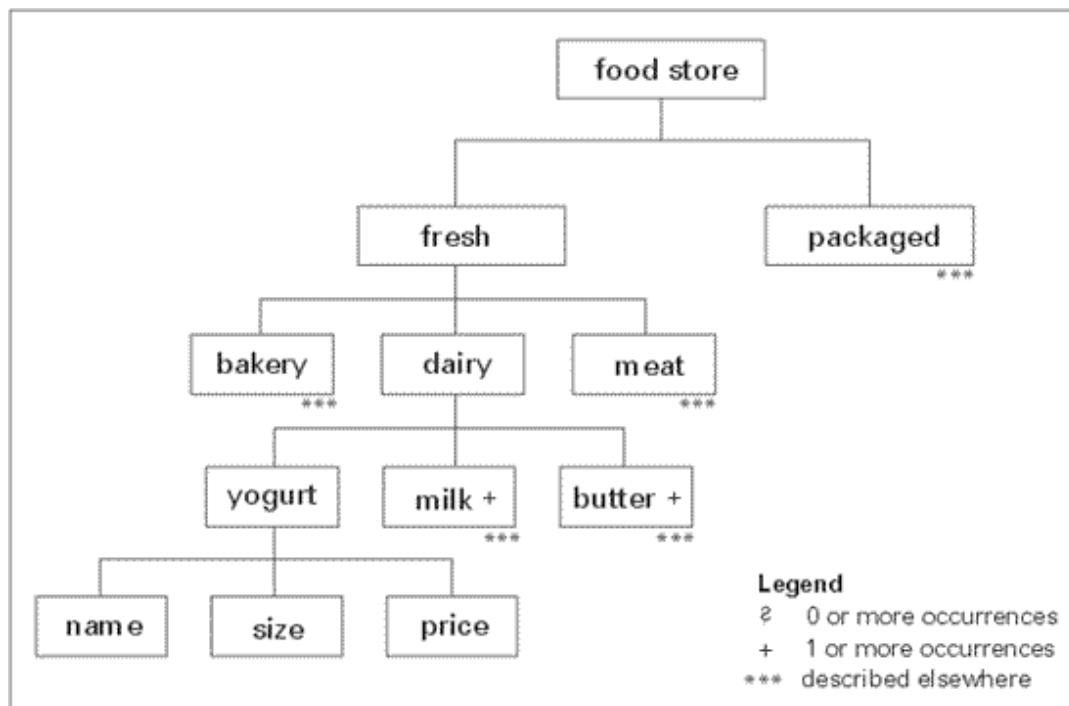 food store
fresh
packaged
***
bakery
dairy
meat
***
***
yogurt
milk +
butter +
***
***
name
size
price
Legend
0 or more occurrences
+ 1 or more occurrences
*** described elsewhere